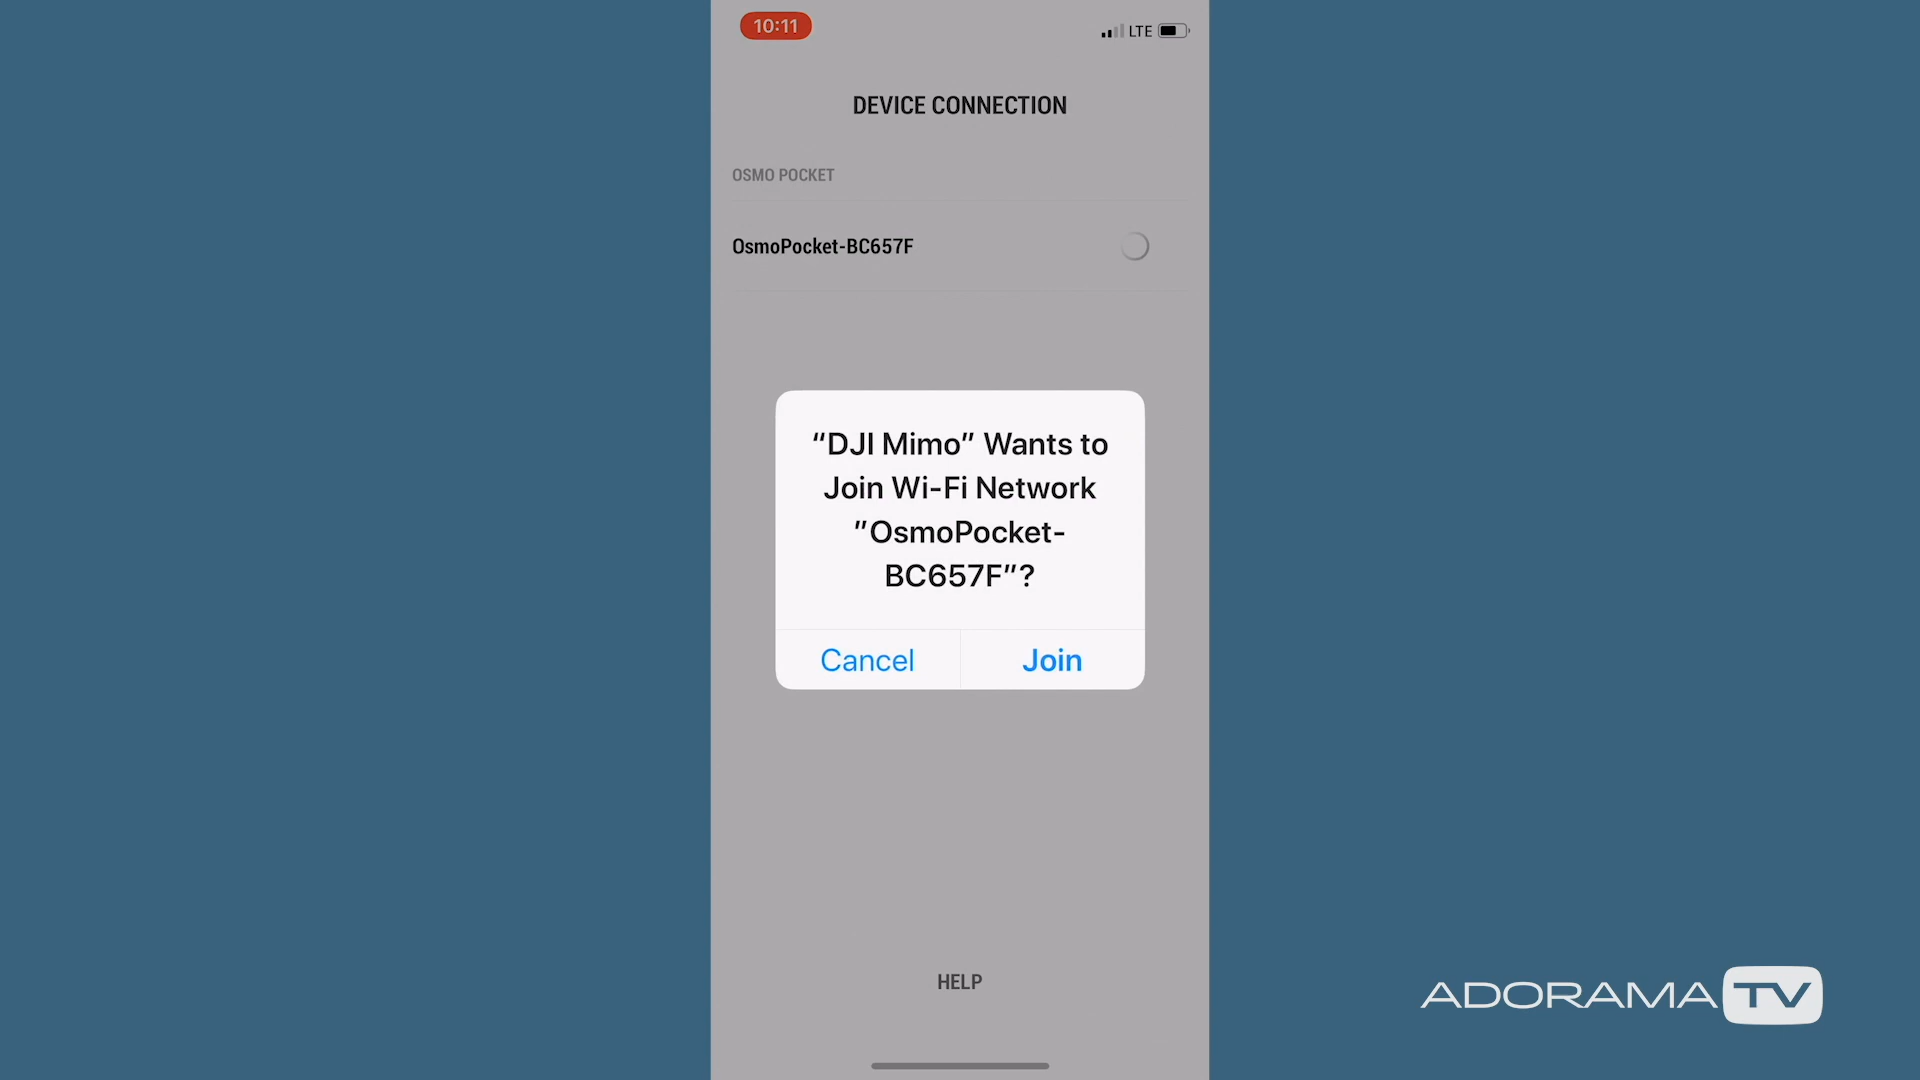 10:11
LTE
DEVICE CONNECTION
OSMO POCKET
OsmoPocket-BC657F
“DJI Mimo” Wants to
Join Wi-Fi Network
"OsmoPocket-
BC657F"?
Cancel
Join
HELP
ADORAMA TV